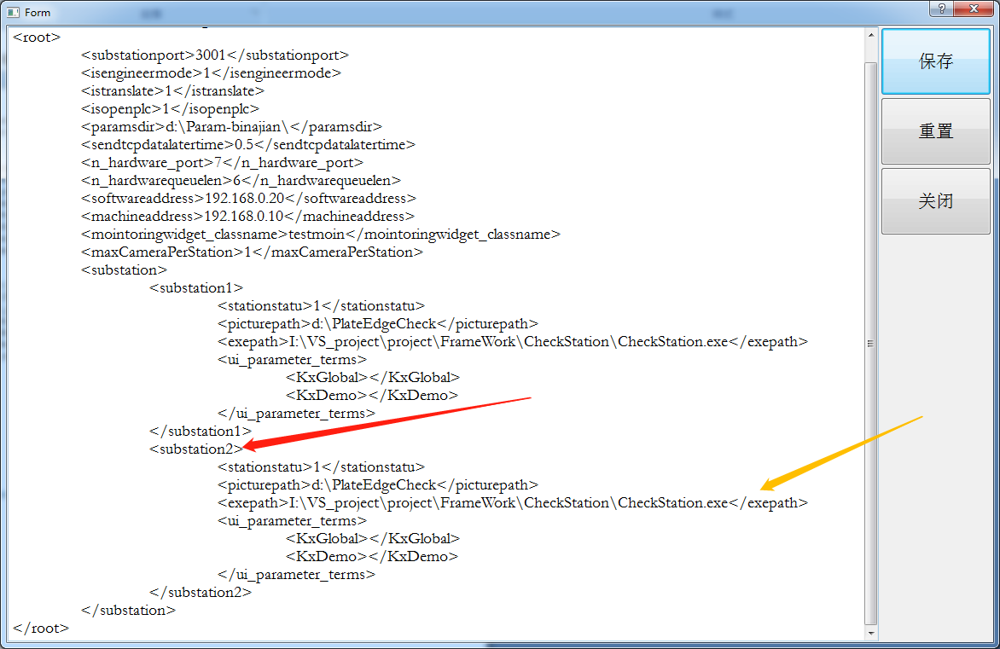 Form
<root>
<substationport>3001</substationport>
<isengineermode>1</isengineermode>
<istranslate>1</istranslate>
<isopenplc>1</isopenplc>
<paramsdir>d:\Param-binajian\</paramsdir>
<sendtcpdatalatertime>0.5</sendtcpdatalatertime>
<n_hardware_port>7</n_hardware_port>
<n_hardwarequeuelen>6</n_hardwarequeuelen>
<softwareaddress>192.168.0.20</softwareaddress>
<machineaddress>192.168.0.10</machineaddress>
<mointoringwidget_classname>testmoin</mointoringwidget_classname>
<maxCameraPerStation>1</maxCameraPerStation>
<substation>
<substation1>
<stationstatu>1</stationstatu>
<picturepath>d:\PlateEdgeCheck</picturepath>
<exepath>I:\VS_project\project\FrameWork\CheckStation\CheckStation.exe</exepath>
<ui_parameter_terms>
<KxGlobal></KxGlobal>
<KxDemo></KxDemo>
</ui_parameter_terms>
</substation1>
<substation2>
<stationstatu>1</stationstatu>
<picturepath>d:\PlateEdgeCheck</picturepath>
<exepath>I:\VS_project\project\FrameWork\CheckStation\CheckStation.exe</exepath>
<ui_parameter_terms>
<KxGlobal></KxGlobal>
<KxDemo></KxDemo>
</ui_parameter_terms>
</substation2>
</substation>
</root>
保存
重置
关闭